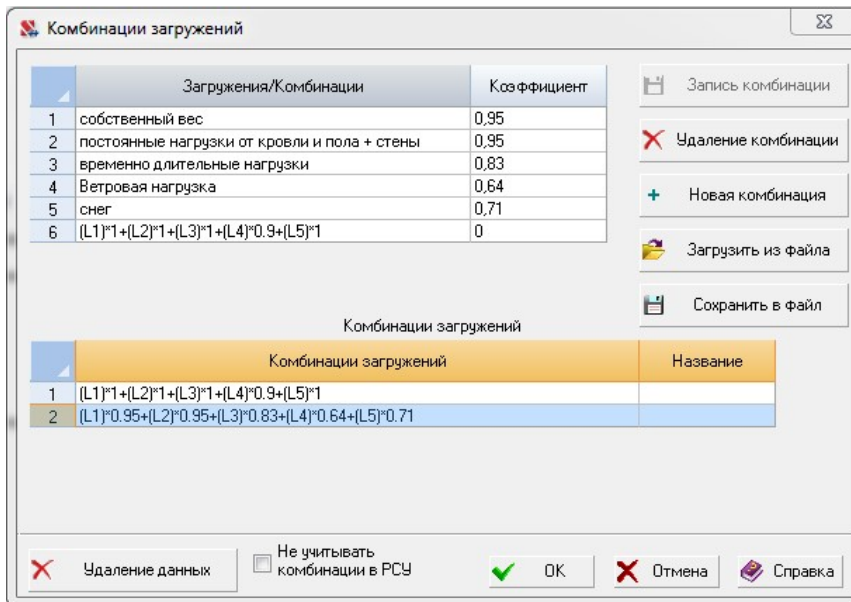 Комбинации загружений
Загружения/Комбинации Коэффициент
1 собственный вес 0,95
2 постоянные нагрузки от кровли и пола + стены 0,95
3 временно длительные нагрузки 0,83
4 Ветровая нагрузка 0,64
5 снег 0,71
6 (L1)*1+(L2)*1+(L3)*1+(L4)*0.9+(L5)*1 0
Запись комбинации
Удаление комбинации
Новая комбинация
Загрузить из файла
Сохранить в файл
Комбинации загружений
Комбинации загружений Название
1 (L1)*1+(L2)*1+(L3)*1+(L4)*0.9+(L5)*1
2 (L1)*0.95+(L2)*0.95+(L3)*0.83+(L4)*0.64+(L5)*0.71
Удаление данных
Не учитывать
комбинации в РСУ
OK
Отмена
Справка